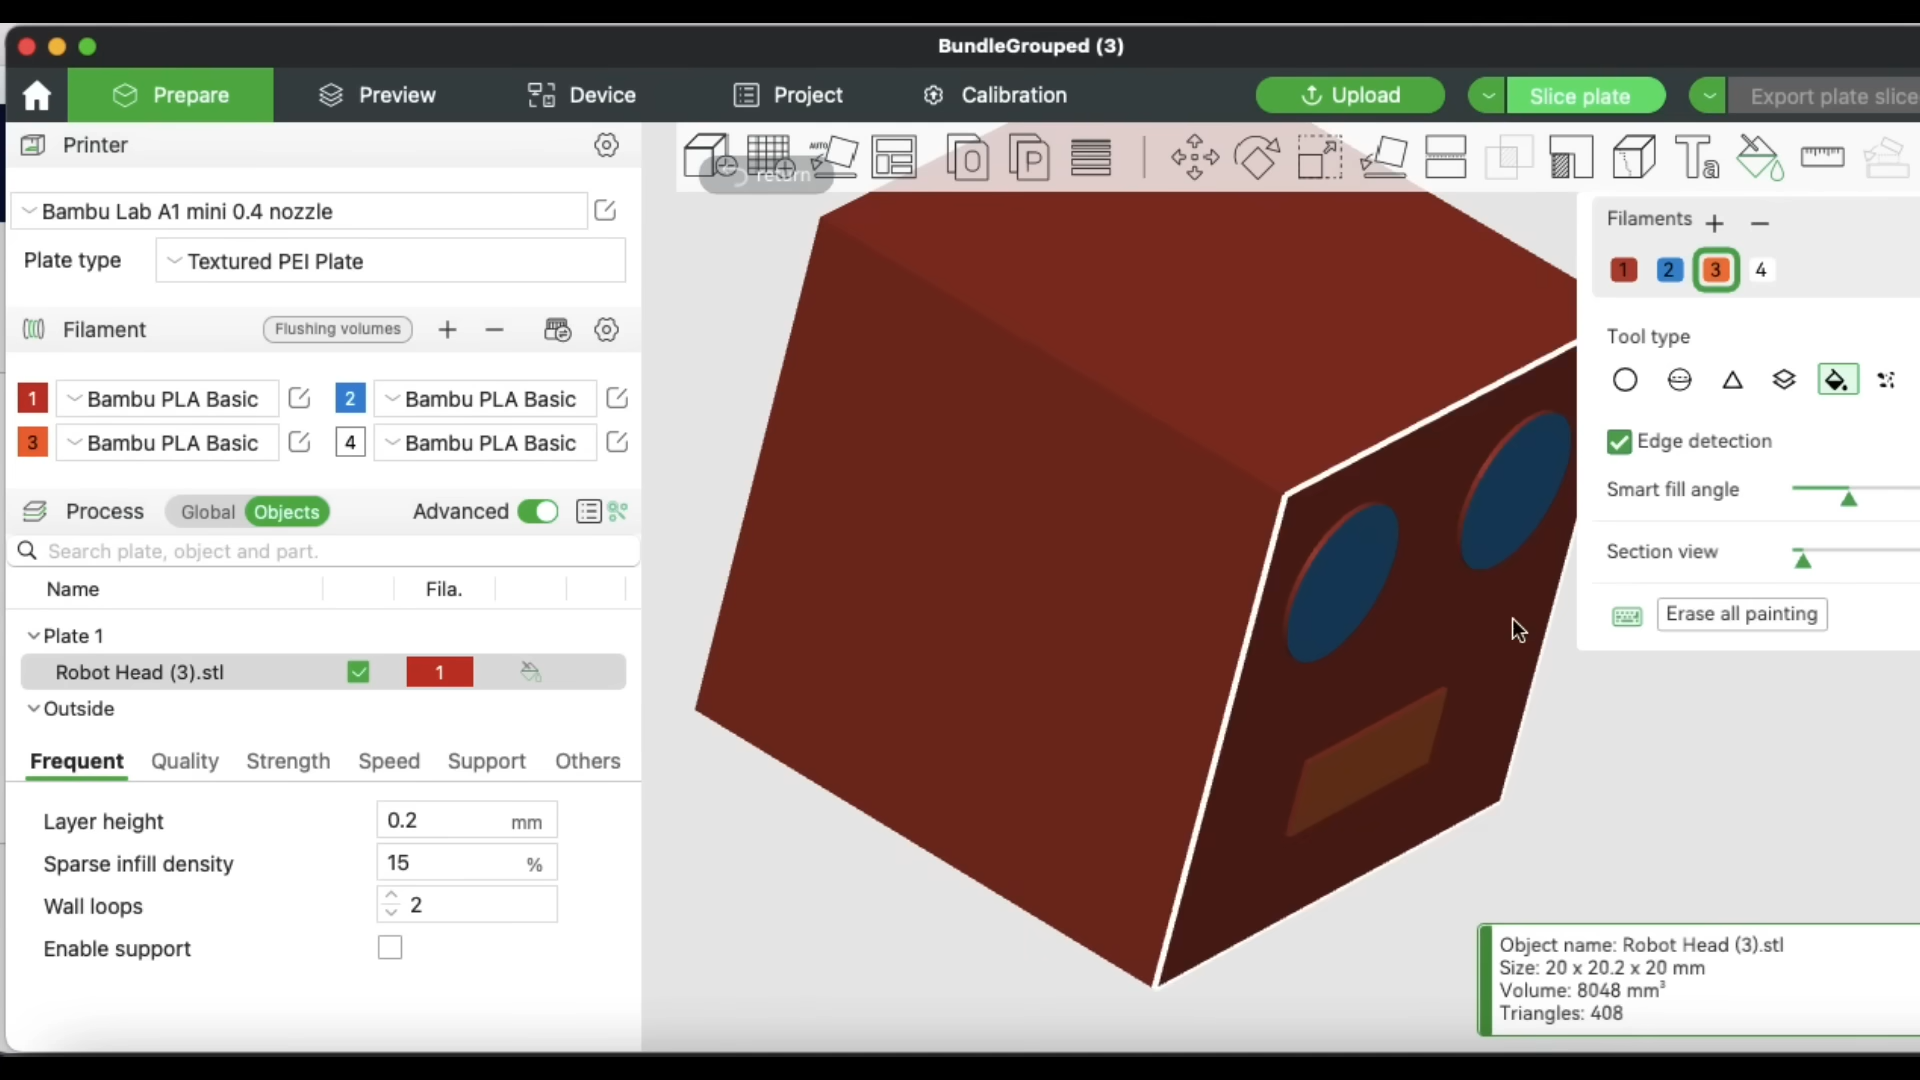 BundleGrouped (3)
Prepare
Preview
Device
Project
Calibration
Upload
Slice plate
Export plate slice
Printer
Bambu Lab A1 mini 0.4 nozzle
Plate type
Textured PEI Plate
Filament
Flushing volumes
1
Bambu PLA Basic
2
Bambu PLA Basic
3
Bambu PLA Basic
4
Bambu PLA Basic
Process
Global
Objects
Advanced
Search plate, object and part.
Name
Fila.
Plate 1
Robot Head (3).stl
1
Outside
Frequent
Quality
Strength
Speed
Support
Others
Layer height
0.2
mm
Sparse infill density
15
%
Wall loops
2
Enable support
AUTO
O
P
Ta
return
Filaments
1
2
3
4
Tool type
Edge detection
Smart fill angle
Section view
Erase all painting
Object name: Robot Head (3).stl
Size: 20 x 20.2 x 20 mm
Volume: 8048 mm³
Triangles: 408